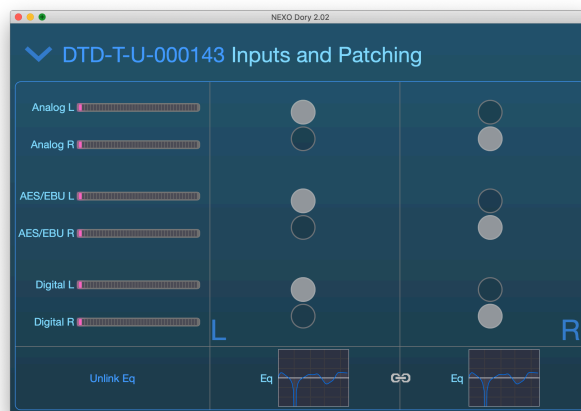 NEXO Dory 2.02
DTD-T-U-000143 Inputs and Patching
Analog L
Analog R
AES/EBU L
AES/EBU R
Digital L
Digital R
L
R
Unlink Eq
Eq
Eq